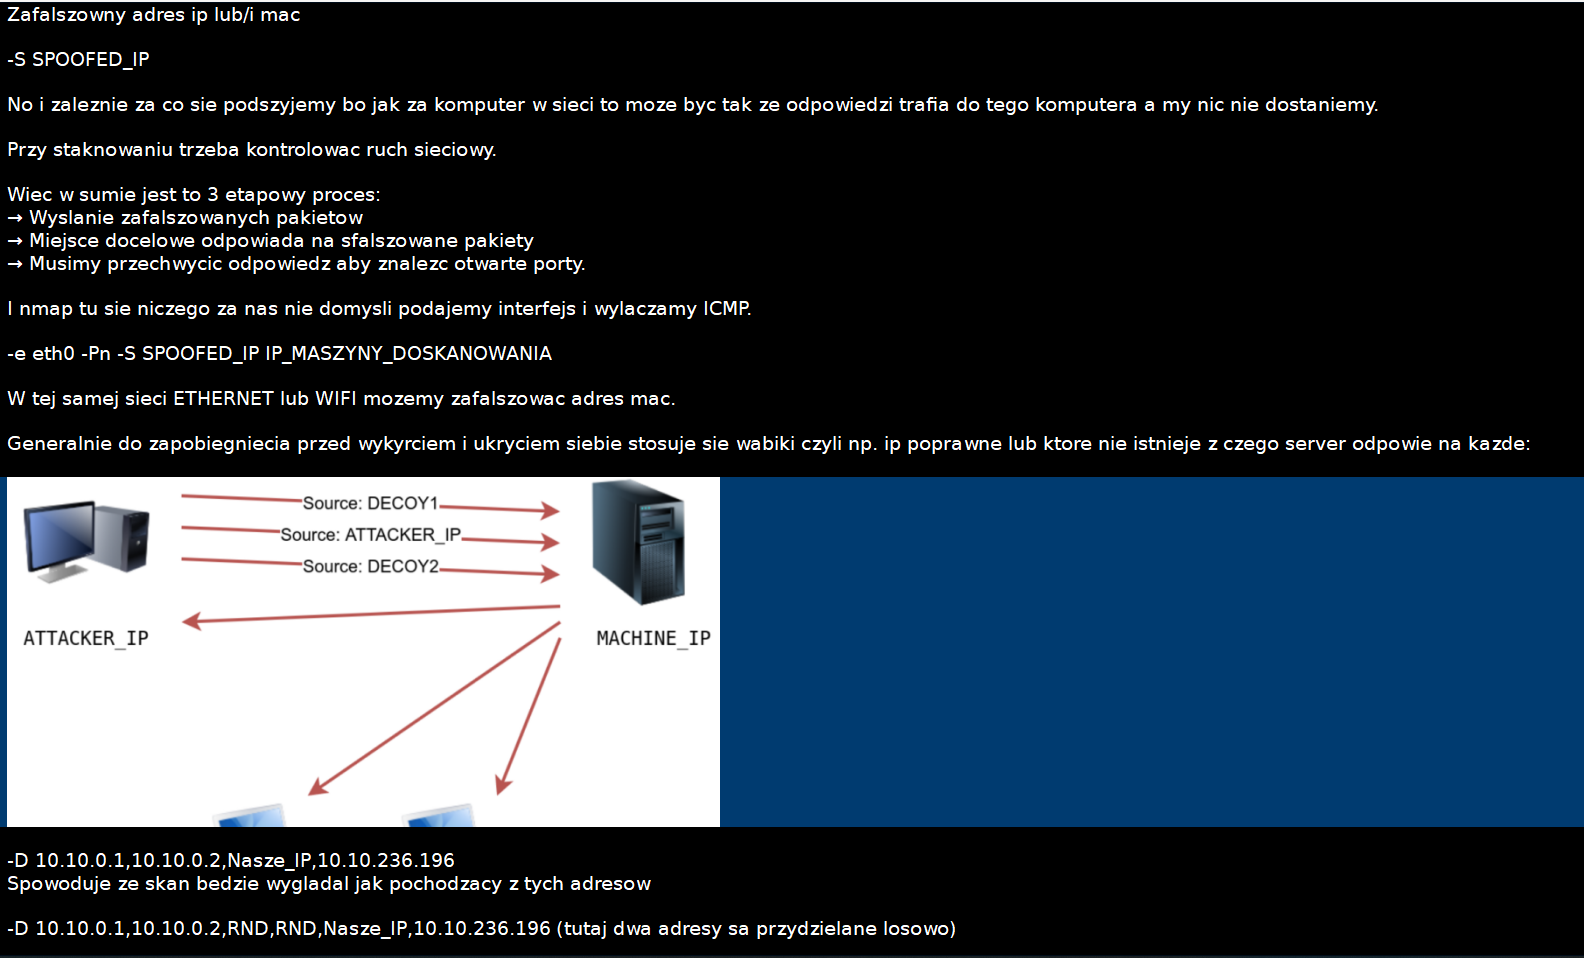 Zafalszowny adres ip lub/i mac
-S SPOOFED_IP
No i zaleznie za co sie podszyjemy bo jak za komputer w sieci to moze byc tak ze odpowiedzi trafia do tego komputera a my nic nie dostaniemy.
Przy staknowaniu trzeba kontrolowac ruch sieciowy.
Wiec w sumie jest to 3 etapowy proces:
→ Wyslanie zafalszowanych pakietow
→ Miejsce docelowe odpowiada na sfalszowane pakiety
→ Musimy przechwycic odpowiedz aby znalezc otwarte porty.
I nmap tu sie niczego za nas nie domysli podajemy interfejs i wylaczamy ICMP.
-e eth0 -Pn -S SPOOFED_IP IP_MASZYNY_DOSKANOWANIA
W tej samej sieci ETHERNET lub WIFI mozemy zafalszowac adres mac.
Generalnie do zapobiegniecia przed wykyrciem i ukryciem siebie stosuje sie wabiki czyli np. ip poprawne lub ktore nie istnieje z czego server odpowie na kazde:
Source: DECOY1
Source: ATTACKER_IP
Source: DECOY2
ATTACKER_IP
MACHINE_IP
-D 10.10.0.1,10.10.0.2,Nasze_IP,10.10.236.196
Spowoduje ze skan bedzie wygladal jak pochodzacy z tych adresow
-D 10.10.0.1,10.10.0.2,RND,RND,Nasze_IP,10.10.236.196 (tutaj dwa adresy sa przydzielane losowo)